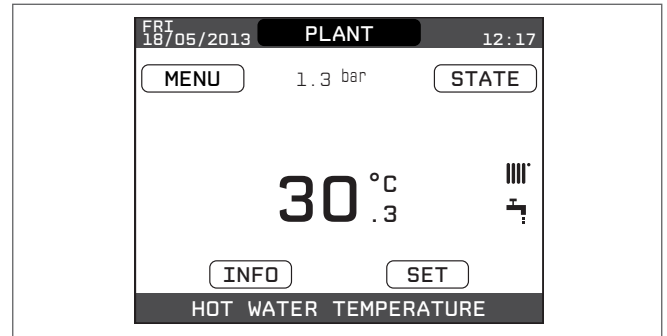 FRI
18/05/2013 PLANT 12:17
MENU 1.3 bar STATE
30.3 °C
INFO SET
HOT WATER TEMPERATURE